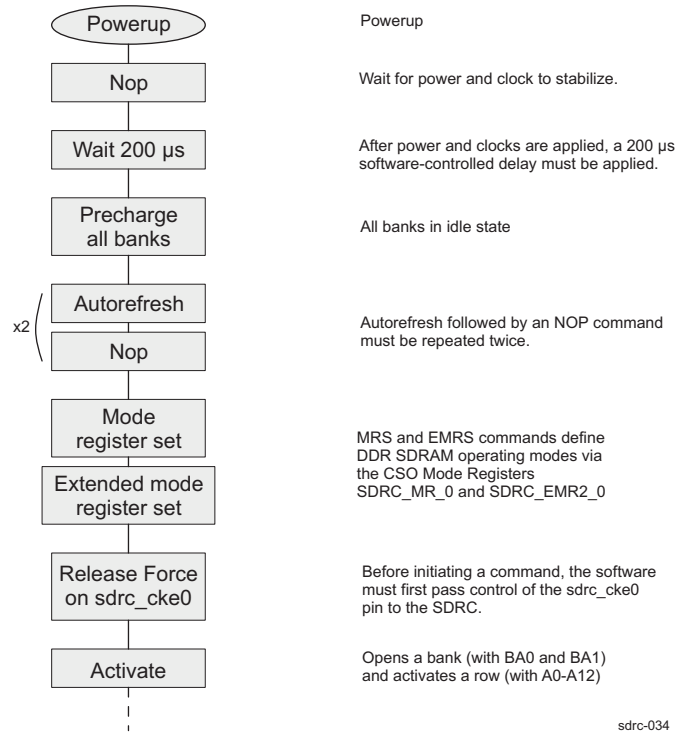 Powerup
Powerup
Nop
Wait for power and clock to stabilize.
Wait 200 µs
After power and clocks are applied, a 200 µs
software-controlled delay must be applied.
Precharge
all banks
All banks in idle state
x2
Autorefresh
Nop
Autorefresh followed by an NOP command
must be repeated twice.
Mode
register set
Extended mode
register set
MRS and EMRS commands define
DDR SDRAM operating modes via
the CSO Mode Registers
SDRC_MR_0 and SDRC_EMR2_0
Release Force
on sdrc_cke0
Before initiating a command, the software
must first pass control of the sdrc_cke0
pin to the SDRC.
Activate
Opens a bank (with BA0 and BA1)
and activates a row (with A0-A12)
sdrc-034